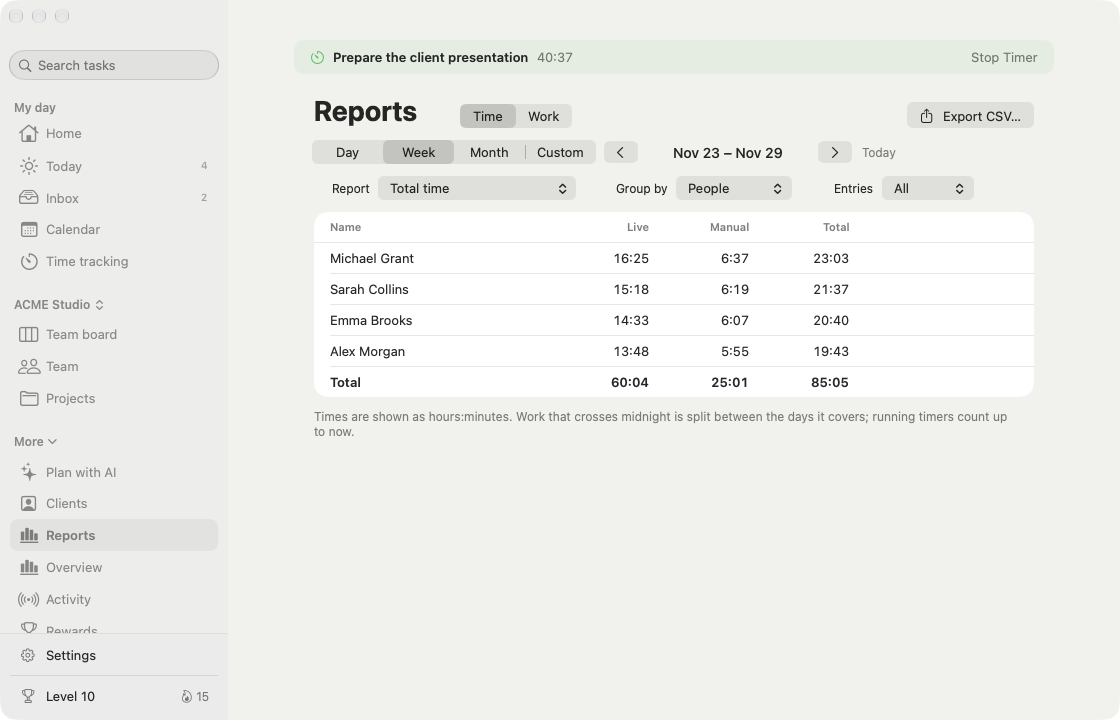 Search tasks
My day
Home
Today 4
Inbox 2
Calendar
Time tracking
ACME Studio
Team board
Team
Projects
More
Plan with AI
Clients
Reports
Overview
Activity
Rewards
Settings
Level 10 15
Prepare the client presentation 40:37 Stop Timer
Reports Time Work Export CSV...
Day Week Month Custom Nov 23 – Nov 29 Today
Report Total time Group by People Entries All
Name Live Manual Total
Michael Grant 16:25 6:37 23:03
Sarah Collins 15:18 6:19 21:37
Emma Brooks 14:33 6:07 20:40
Alex Morgan 13:48 5:55 19:43
Total 60:04 25:01 85:05
Times are shown as hours:minutes. Work that crosses midnight is split between the days it covers; running timers count up
to now.